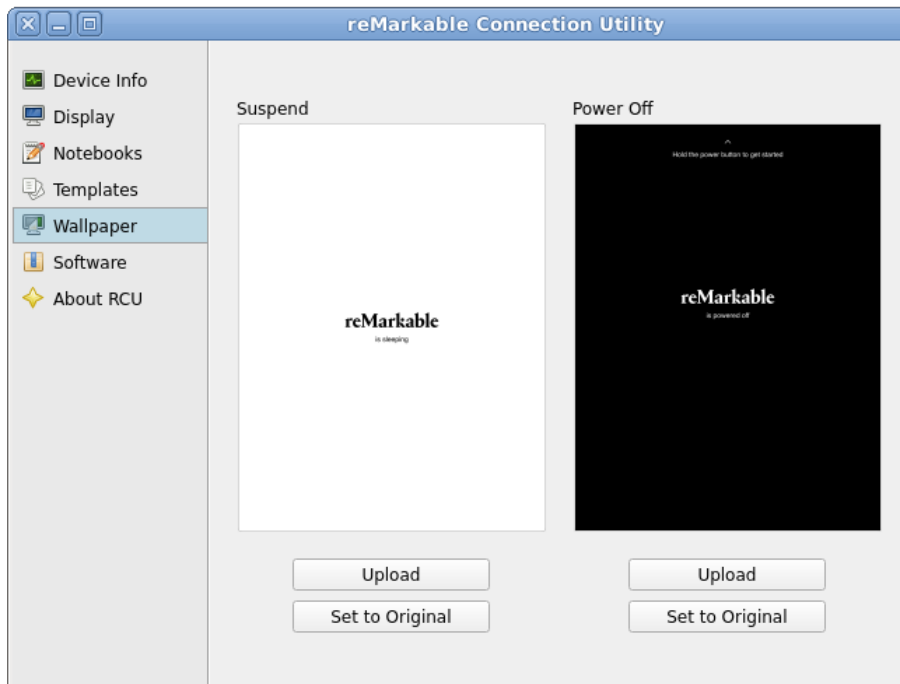 reMarkable Connection Utility
Device Info
Display
Notebooks
Templates
Wallpaper
Software
About RCU
Suspend
reMarkable
is sleeping
Upload
Set to Original
Power Off
Hold the power button to get started
reMarkable
is powered off
Upload
Set to Original